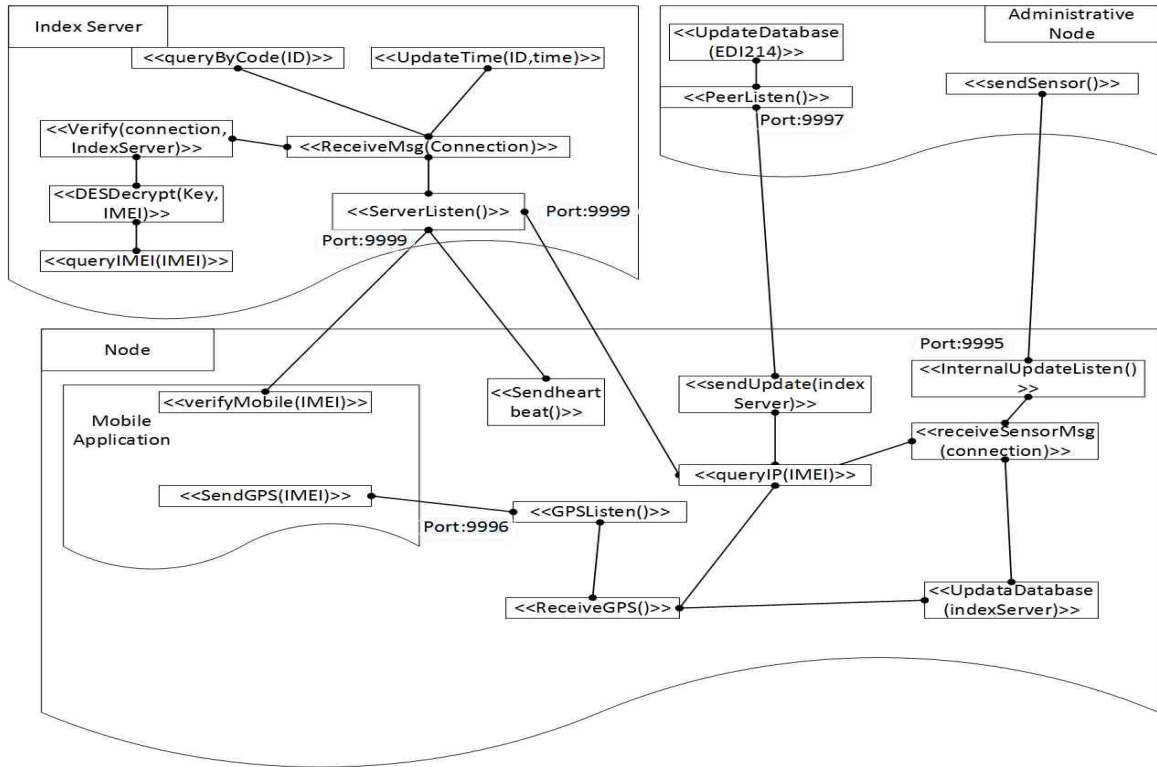 Index Server
<<queryByCode(ID)>>
<<UpdateTime(ID,time)>>
<<Verify(connection,
IndexServer)>>
<<ReceiveMsg(Connection)>>
<<DESDecrypt(Key,
IMEI)>>
<<ServerListen()>>
Port:9999
Port:9999
<<queryIMEI(IMEI)>>
Administrative
Node
<<UpdateDatabase
(EDI214)>>
<<sendSensor()>>
<<PeerListen()>>
Port:9997
Node
Port:9995
<<InternalUpdateListen()
>>
<<verifyMobile(IMEI)>>
Mobile
Application
<<Sendheart
beat()>>
<<sendUpdate(index
Server)>>
<<receiveSensorMsg
(connection)>>
<<queryIP(IMEI)>>
<<SendGPS(IMEI)>>
Port:9996
<<GPSListen()>>
<<ReceiveGPS()>>
<<UpdataDatabase
(indexServer)>>